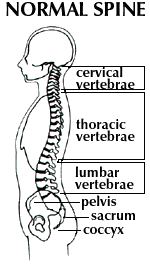 NORMAL SPINE
cervical
vertebrae
thoracic
vertebrae
lumbar
vertebrae
pelvis
sacrum
coccyx